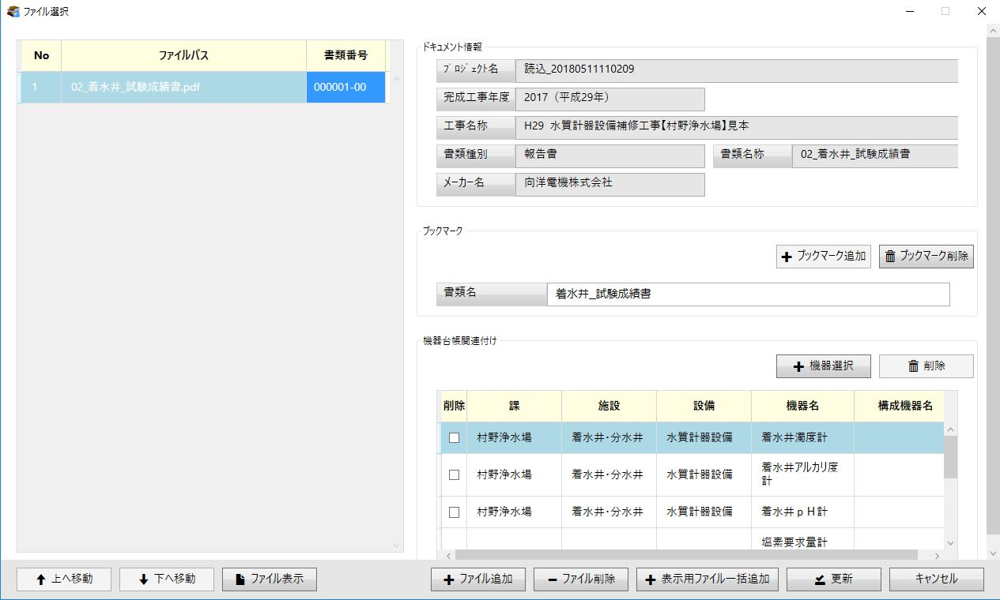 ファイル選択
No ファイルパス 書類番号
1 02_着水井_試験成績書.pdf 000001-00
ドキュメント情報
ﾌﾟﾛｼﾞｪｸﾄ名 読込_20180511110209
完成工事年度 2017（平成29年）
工事名称 H29 水質計器設備補修工事【村野浄水場】見本
書類種別 報告書 書類名称 02_着水井_試験成績書
メーカー名 向洋電機株式会社
ブックマーク
ブックマーク追加 ブックマーク削除
書類名 着水井_試験成績書
機器台帳関連付け
機器選択 削除
削除 課 施設 設備 機器名 構成機器名
村野浄水場 着水井・分水井 水質計器設備 着水井濁度計
村野浄水場 着水井・分水井 水質計器設備 着水井アルカリ度
計
村野浄水場 着水井・分水井 水質計器設備 着水井ｐＨ計
塩素要求量計
上へ移動 下へ移動 ファイル表示 ファイル追加 ファイル削除 表示用ファイル一括追加 更新 キャンセル